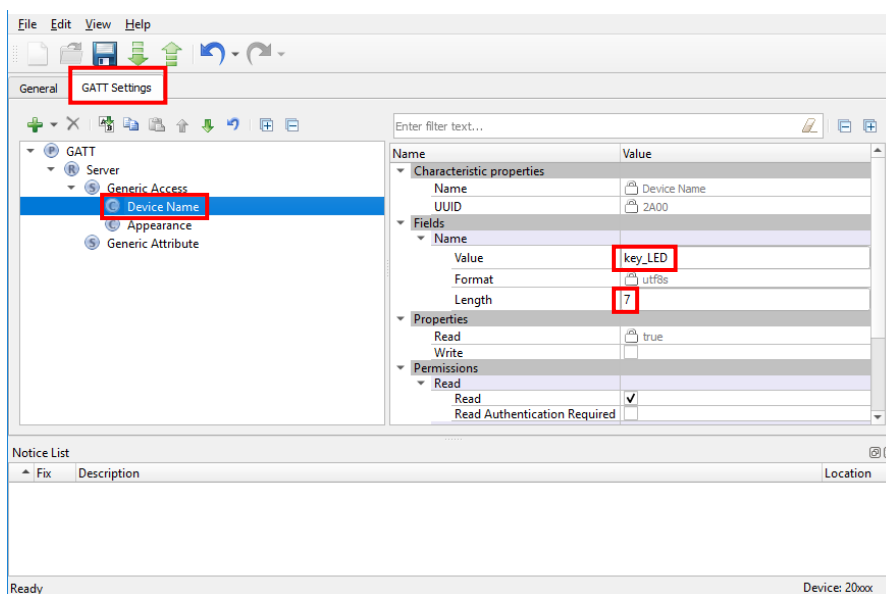 File Edit View Help
General GATT Settings
Enter filter text...
GATT
Server
Generic Access
Device Name
Appearance
Generic Attribute
Name Value
Characteristic properties
Name Device Name
UUID 2A00
Fields
Name
Value key_LED
Format utf8s
Length 7
Properties
Read true
Write
Permissions
Read
Read
Read Authentication Required
Notice List
Fix Description Location
Ready Device: 20xxx